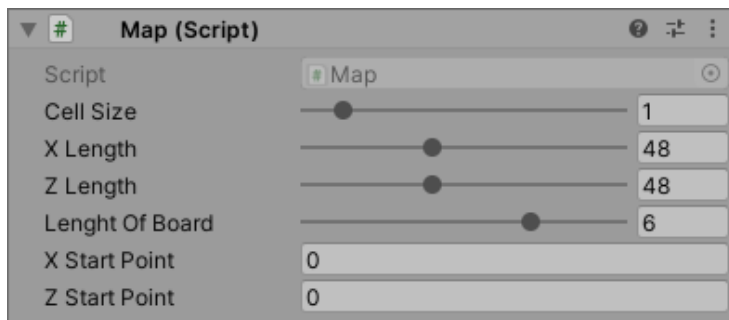 # Map (Script)
Script # Map
Cell Size 1
X Length 48
Z Length 48
Lenght Of Board 6
X Start Point 0
Z Start Point 0